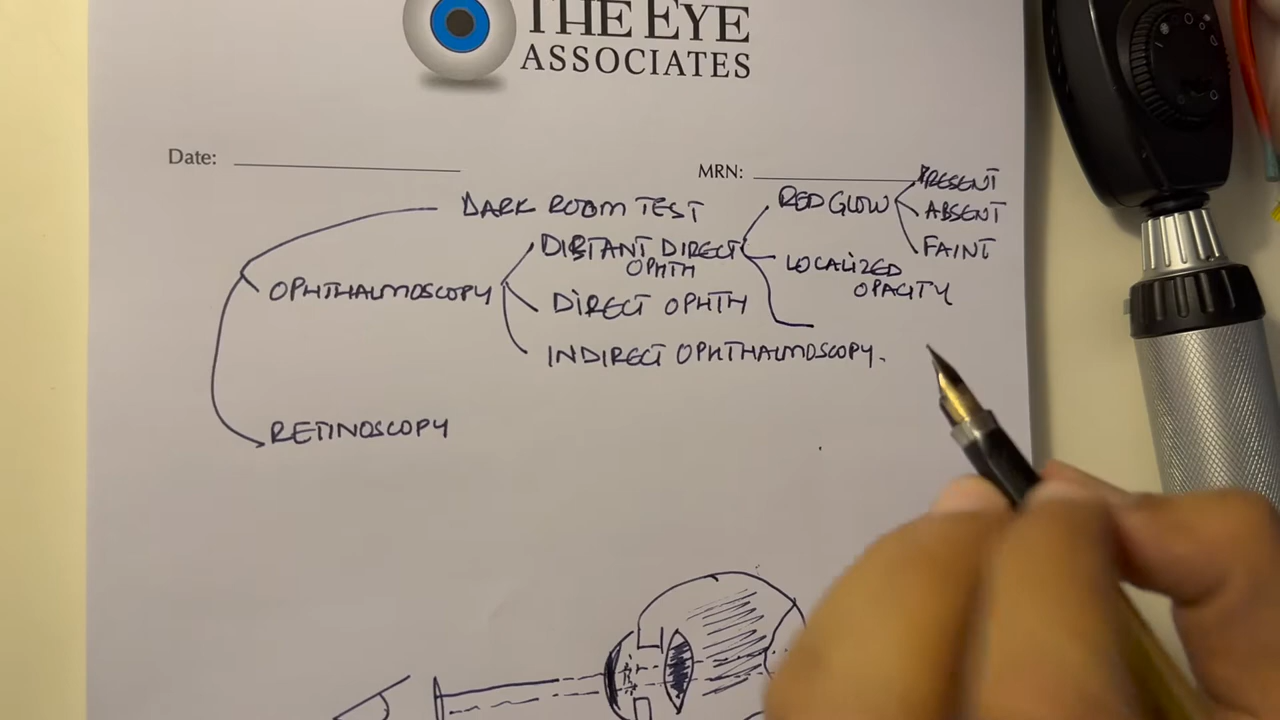 THE EYE
ASSOCIATES
Date:
MRN:
PRESENT
DARK ROOM TEST
RED GLOW
ABSENT
DISTANT DIRECT
OPHTH
FAINT
LOCALIZED
OPACITY
OPHTHALMOSCOPY
DIRECT OPHTH
INDIRECT OPHTHALMOSCOPY.
RETINOSCOPY